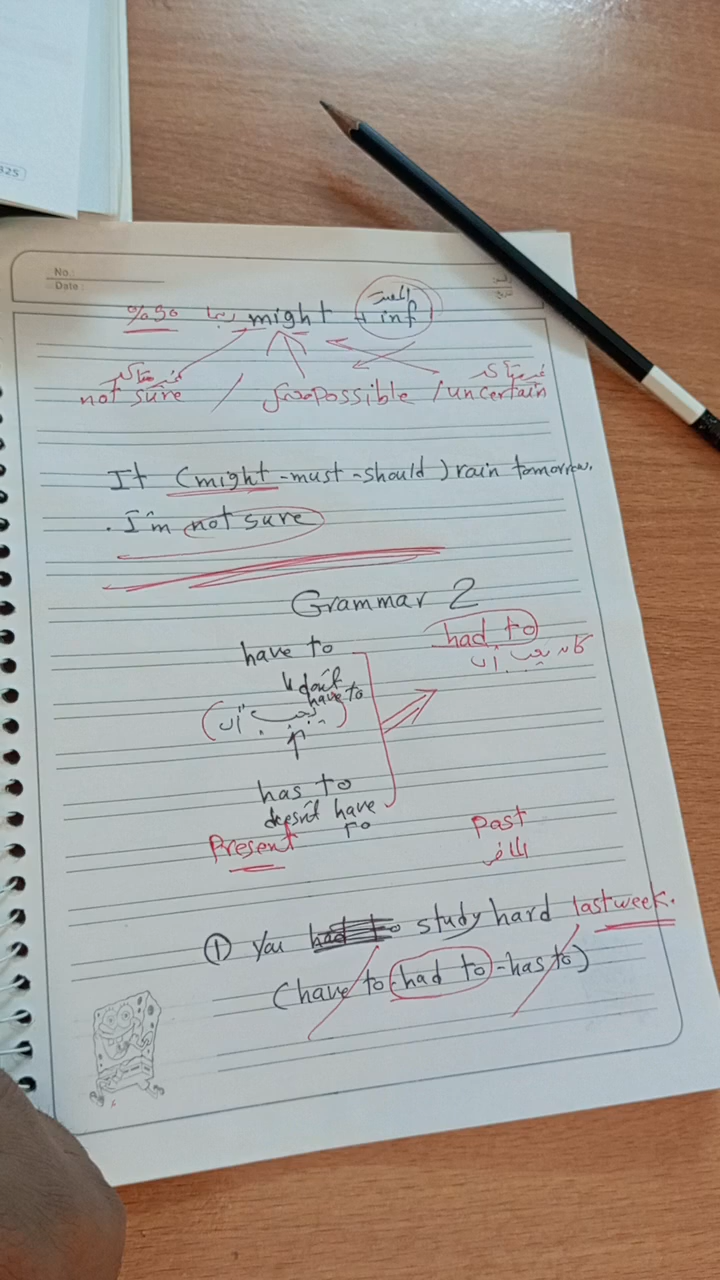 325
No.:
Date:
%50 ربما might + inf المصدر
غير متأكد غير متأكد
not sure / possible / uncertain
It (might - must - should) rain tomorrow.
. I'm not sure
Grammar 2
have to had to
don't have to كان يجب أن
(يجب أن)
has to
doesn't have to
Present Past
الماضي
① You had to study hard last week.
(have to - had to - has to)